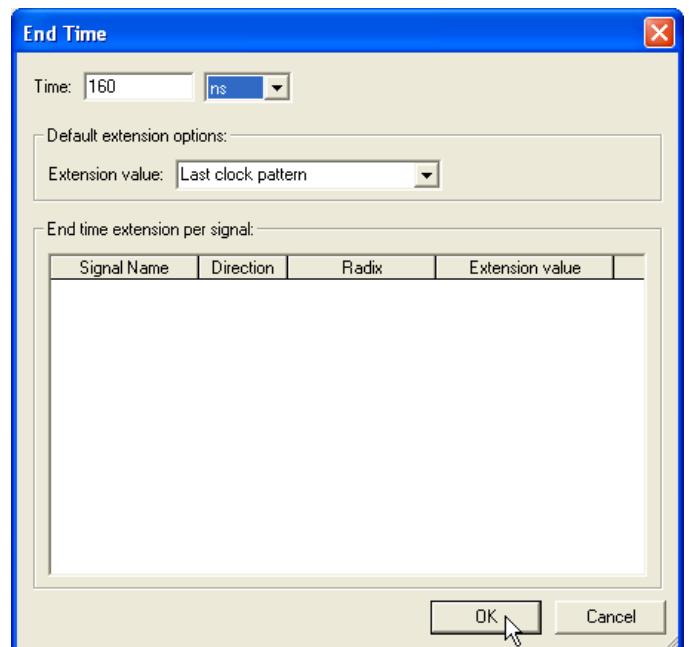 End Time
Time: 160 ns
Default extension options:
Extension value: Last clock pattern
End time extension per signal:
Signal Name Direction Radix Extension value
OK Cancel